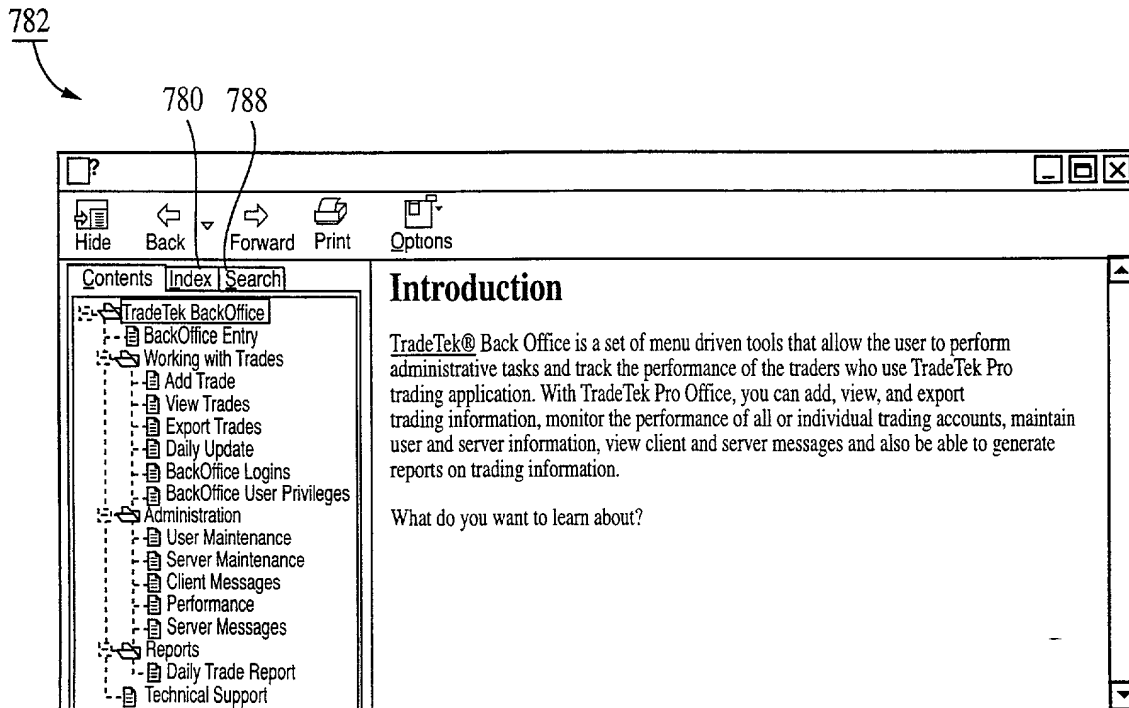 782
780 788
?
Hide Back Forward Print Options
Contents Index Search
TradeTek BackOffice
BackOffice Entry
Working with Trades
Add Trade
View Trades
Export Trades
Daily Update
BackOffice Logins
BackOffice User Privileges
Administration
User Maintenance
Server Maintenance
Client Messages
Performance
Server Messages
Reports
Daily Trade Report
Technical Support
Introduction
TradeTek® Back Office is a set of menu driven tools that allow the user to perform
administrative tasks and track the performance of the traders who use TradeTek Pro
trading application. With TradeTek Pro Office, you can add, view, and export
trading information, monitor the performance of all or individual trading accounts, maintain
user and server information, view client and server messages and also be able to generate
reports on trading information.
What do you want to learn about?